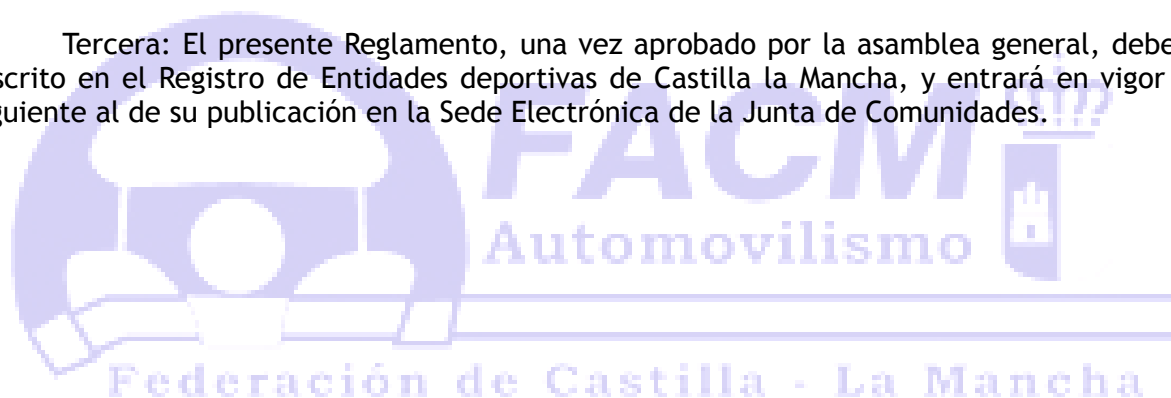 Tercera: El presente Reglamento, una vez aprobado por la asamblea general, debe
scrito en el Registro de Entidades deportivas de Castilla la Mancha, y entrará en vigor
guiente al de su publicación en la Sede Electrónica de la Junta de Comunidades.
FACM
Automovilismo
Federación de Castilla - La Mancha